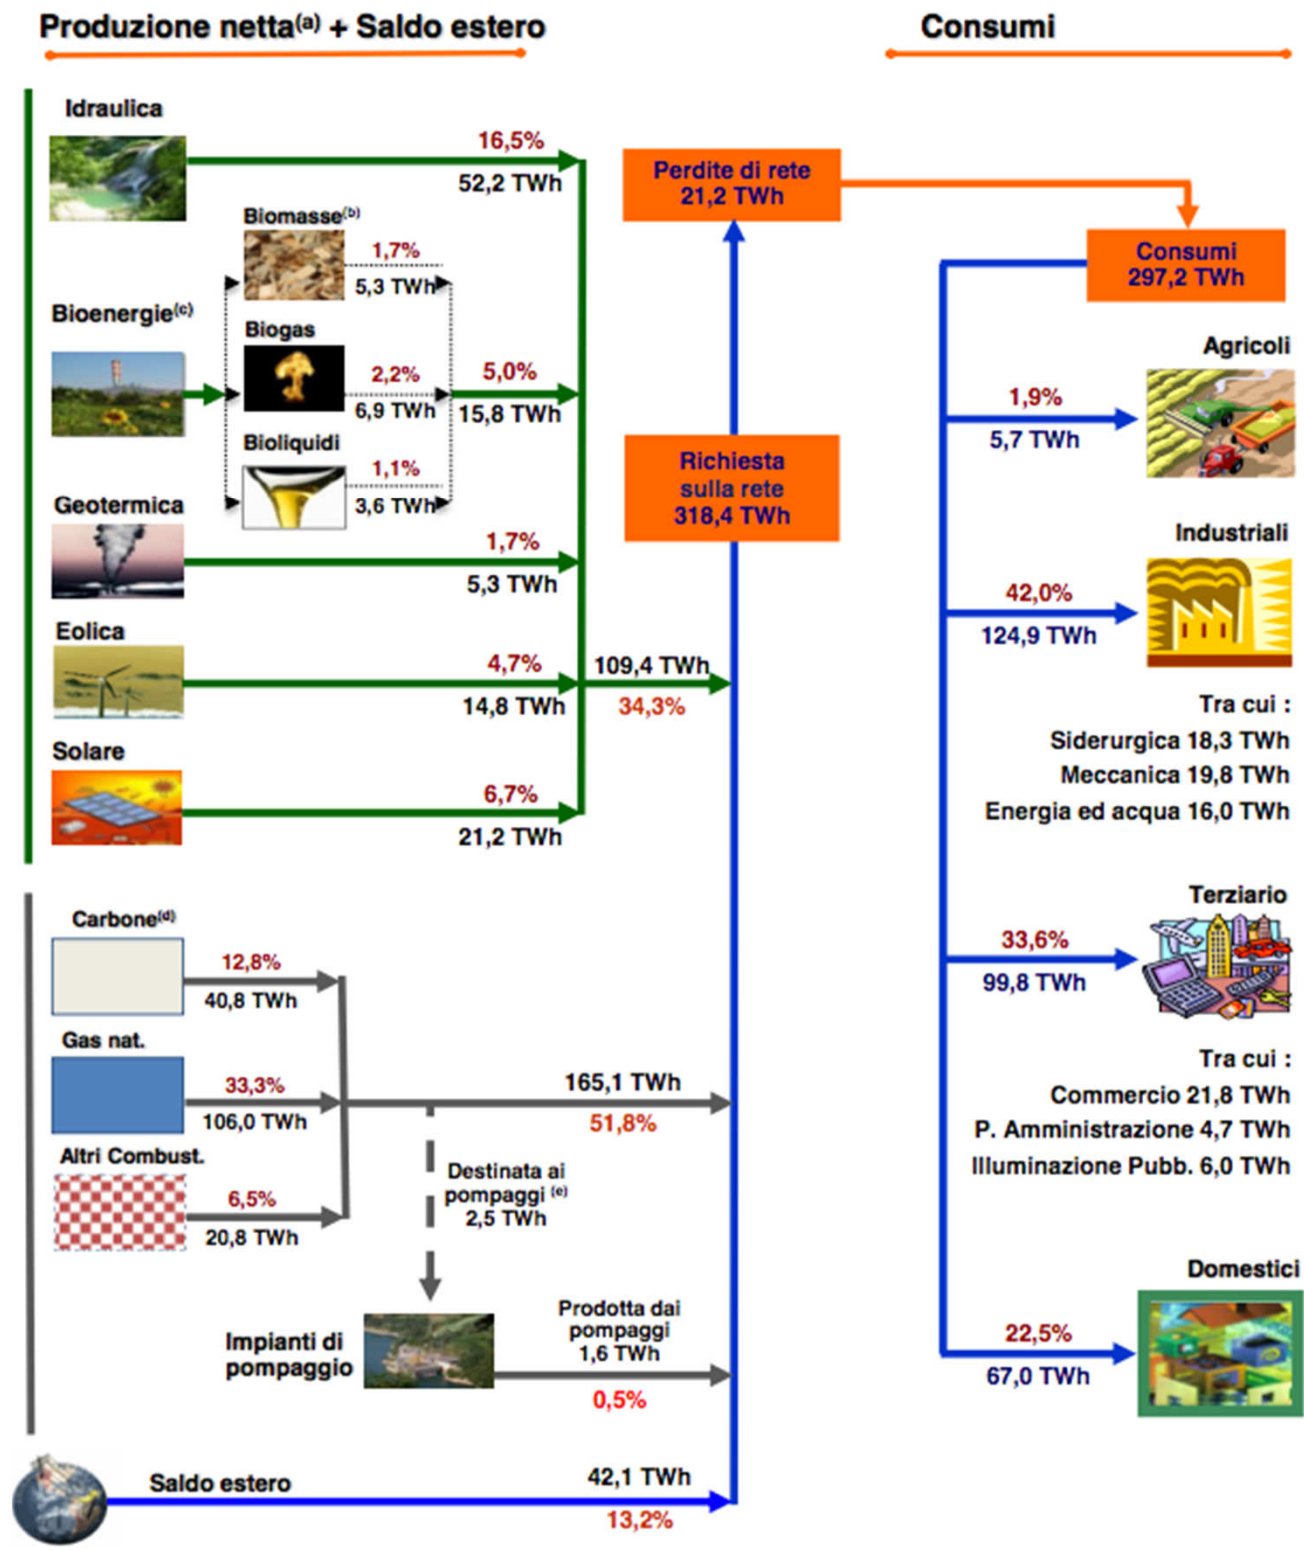 Produzione netta(a) + Saldo estero
Idraulica
16,5%
52,2 TWh
Biomasse(b)
1,7%
5,3 TWh
Bioenergie(c)
Biogas
2,2%
6,9 TWh
5,0%
15,8 TWh
Bioliquidi
1,1%
3,6 TWh
Geotermica
1,7%
5,3 TWh
Eolica
4,7%
14,8 TWh
109,4 TWh
34,3%
Solare
6,7%
21,2 TWh
Carbone(d)
12,8%
40,8 TWh
Gas nat.
33,3%
106,0 TWh
165,1 TWh
51,8%
Altri Combust.
6,5%
20,8 TWh
Destinata ai
pompaggi (e)
2,5 TWh
Impianti di
pompaggio
Prodotta dai
pompaggi
1,6 TWh
0,5%
Saldo estero
42,1 TWh
13,2%
Perdite di rete
21,2 TWh
Richiesta
sulla rete
318,4 TWh
Consumi
Consumi
297,2 TWh
Agricoli
1,9%
5,7 TWh
Industriali
42,0%
124,9 TWh
Tra cui :
Siderurgica 18,3 TWh
Meccanica 19,8 TWh
Energia ed acqua 16,0 TWh
Terziario
33,6%
99,8 TWh
Tra cui :
Commercio 21,8 TWh
P. Amministrazione 4,7 TWh
Illuminazione Pubb. 6,0 TWh
Domestici
22,5%
67,0 TWh